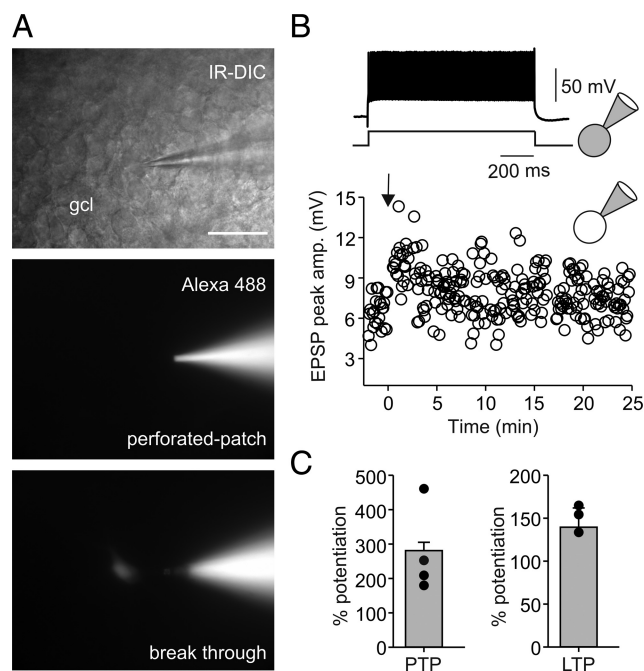 A
IR-DIC
gcl
Alexa 488
perforated-patch
break through
B
50 mV
200 ms
EPSP peak amp. (mV)
15
12
9
6
3
0 5 10 15 20 25
Time (min)
C
% potentiation
500
400
300
200
100
0
PTP
% potentiation
200
150
100
50
0
LTP